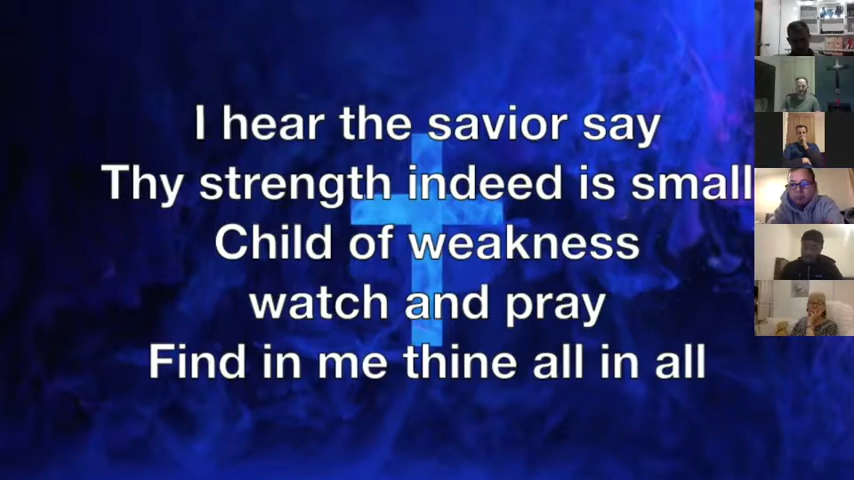 I hear the savior say
Thy strength indeed is small
Child of weakness
watch and pray
Find in me thine all in all